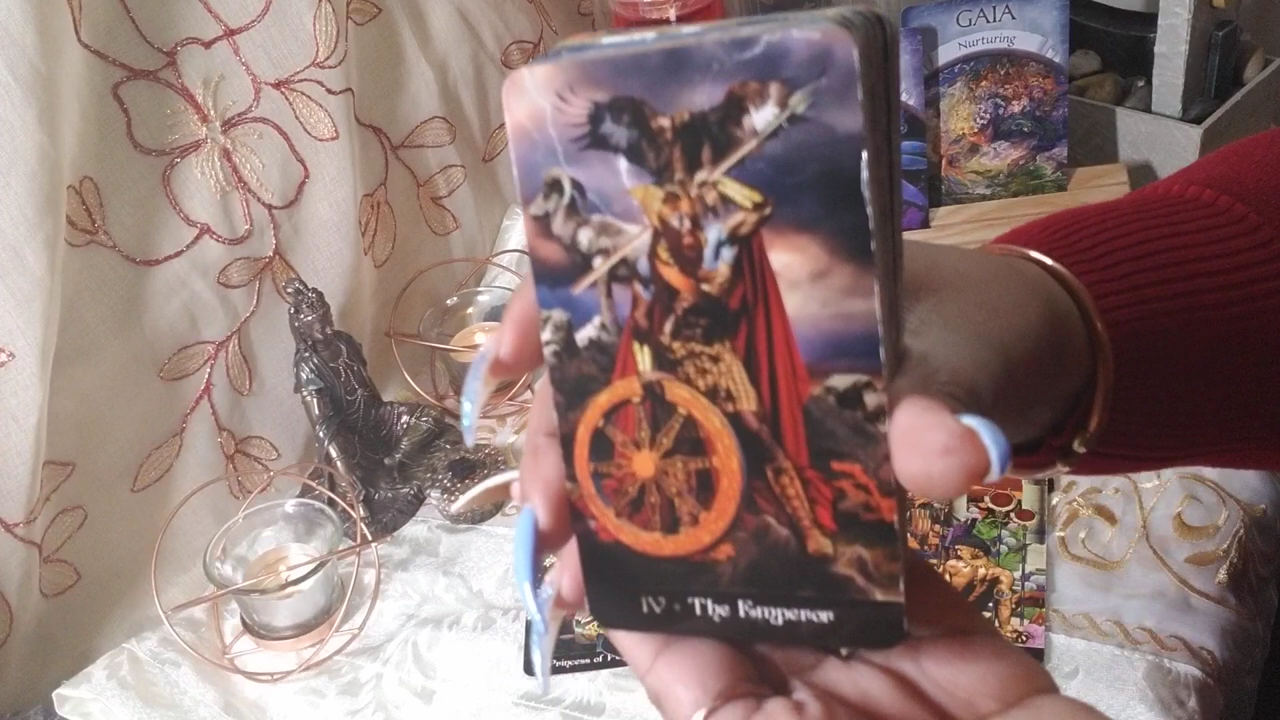 GAIA
Nurturing
IV • The Emperor
Princess of